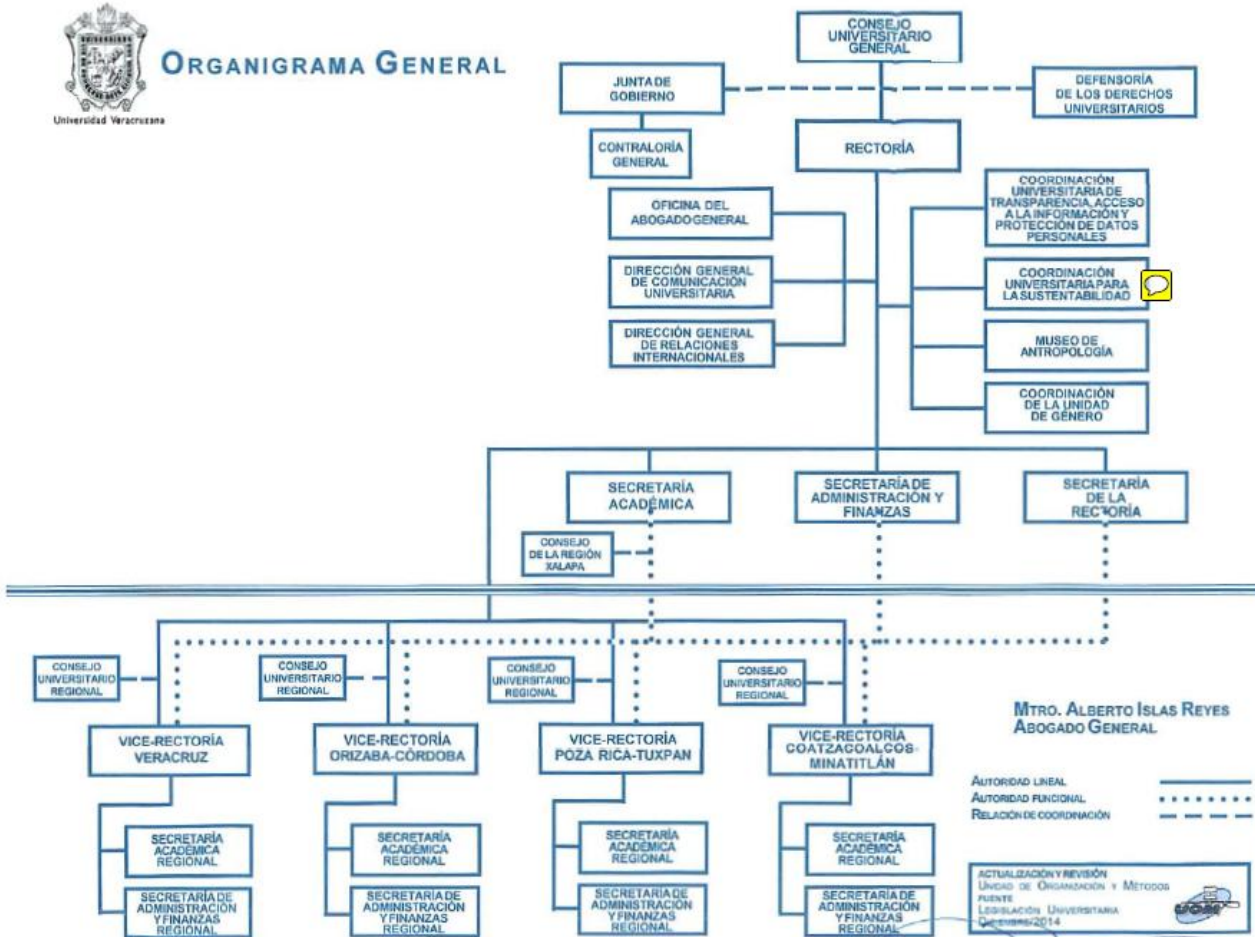 Universidad Veracruzana
ORGANIGRAMA GENERAL
CONSEJO
UNIVERSITARIO
GENERAL
JUNTA DE
GOBIERNO
DEFENSORÍA
DE LOS DERECHOS
UNIVERSITARIOS
CONTRALORÍA
GENERAL
RECTORÍA
OFICINA DEL
ABOGADO GENERAL
DIRECCIÓN GENERAL
DE COMUNICACIÓN
UNIVERSITARIA
DIRECCIÓN GENERAL
DE RELACIONES
INTERNACIONALES
COORDINACIÓN
UNIVERSITARIA DE
TRANSPARENCIA, ACCESO
A LA INFORMACIÓN Y
PROTECCIÓN DE DATOS
PERSONALES
COORDINACIÓN
UNIVERSITARIA PARA
LA SUSTENTABILIDAD
MUSEO DE
ANTROPOLOGÍA
COORDINACIÓN
DE LA UNIDAD
DE GÉNERO
SECRETARÍA
ACADÉMICA
SECRETARÍA DE
ADMINISTRACIÓN Y
FINANZAS
SECRETARÍA
DE LA
RECTORÍA
CONSEJO
DE LA REGIÓN
XALAPA
CONSEJO
UNIVERSITARIO
REGIONAL
CONSEJO
UNIVERSITARIO
REGIONAL
CONSEJO
UNIVERSITARIO
REGIONAL
CONSEJO
UNIVERSITARIO
REGIONAL
VICE-RECTORÍA
VERACRUZ
VICE-RECTORÍA
ORIZABA-CÓRDOBA
VICE-RECTORÍA
POZA RICA-TUXPAN
VICE-RECTORÍA
COATZACOALCOS-
MINATITLÁN
SECRETARÍA
ACADÉMICA
REGIONAL
SECRETARÍA
ACADÉMICA
REGIONAL
SECRETARÍA
ACADÉMICA
REGIONAL
SECRETARÍA
ACADÉMICA
REGIONAL
SECRETARÍA DE
ADMINISTRACIÓN
Y FINANZAS
REGIONAL
SECRETARÍA DE
ADMINISTRACIÓN
Y FINANZAS
REGIONAL
SECRETARÍA DE
ADMINISTRACIÓN
Y FINANZAS
REGIONAL
SECRETARÍA DE
ADMINISTRACIÓN
Y FINANZAS
REGIONAL
MTRO. ALBERTO ISLAS REYES
ABOGADO GENERAL
AUTORIDAD LINEAL
AUTORIDAD FUNCIONAL
RELACIÓN DE COORDINACIÓN
ACTUALIZACIÓN Y REVISIÓN
UNIDAD DE ORGANIZACIÓN Y MÉTODOS
FUENTE
LEGISLACIÓN UNIVERSITARIA
DICIEMBRE/2014